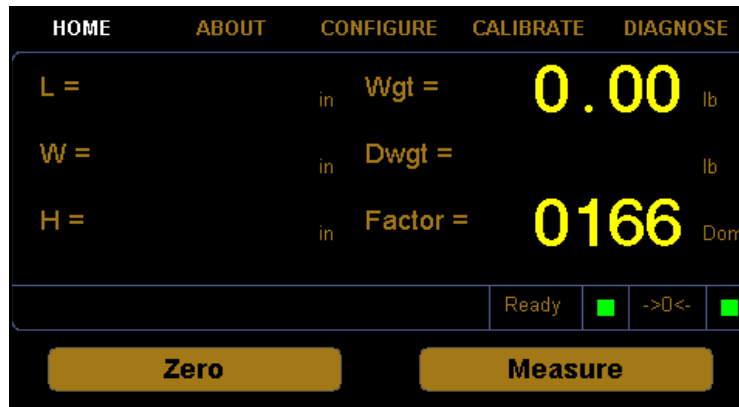 HOME ABOUT CONFIGURE CALIBRATE DIAGNOSE
L = in Wgt = 0.00 lb
W = in Dwgt = lb
H = in Factor = 0166 Dom
Ready ->0<-
Zero Measure